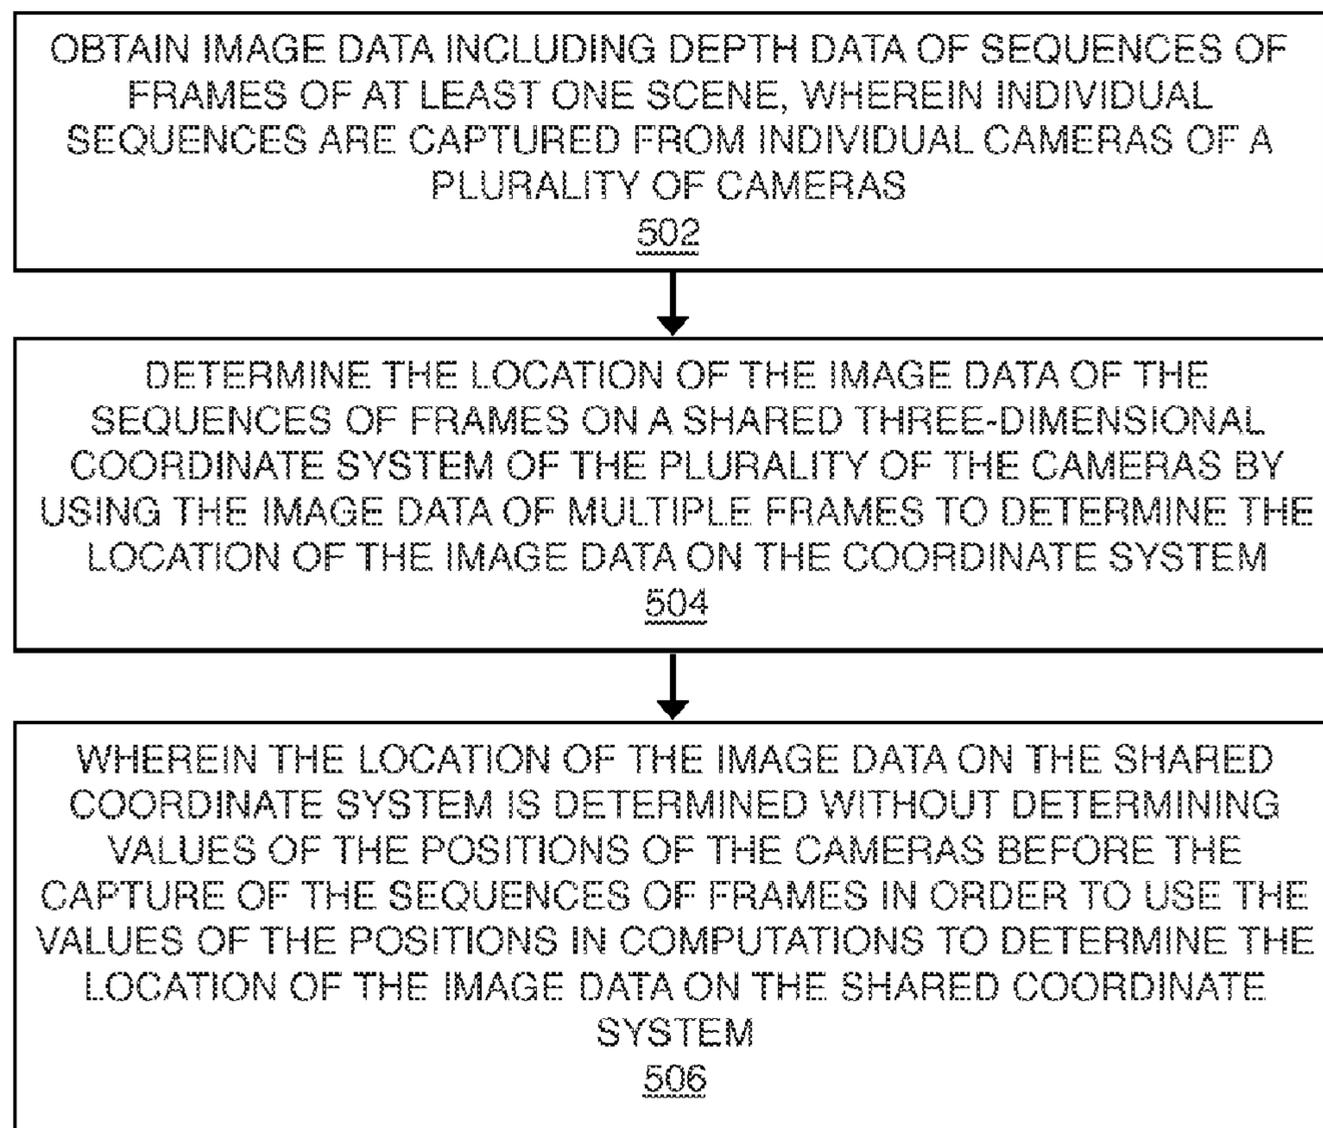 OBTAIN IMAGE DATA INCLUDING DEPTH DATA OF SEQUENCES OF
FRAMES OF AT LEAST ONE SCENE, WHEREIN INDIVIDUAL
SEQUENCES ARE CAPTURED FROM INDIVIDUAL CAMERAS OF A
PLURALITY OF CAMERAS
502
DETERMINE THE LOCATION OF THE IMAGE DATA OF THE
SEQUENCES OF FRAMES ON A SHARED THREE-DIMENSIONAL
COORDINATE SYSTEM OF THE PLURALITY OF THE CAMERAS BY
USING THE IMAGE DATA OF MULTIPLE FRAMES TO DETERMINE THE
LOCATION OF THE IMAGE DATA ON THE COORDINATE SYSTEM
504
WHEREIN THE LOCATION OF THE IMAGE DATA ON THE SHARED
COORDINATE SYSTEM IS DETERMINED WITHOUT DETERMINING
VALUES OF THE POSITIONS OF THE CAMERAS BEFORE THE
CAPTURE OF THE SEQUENCES OF FRAMES IN ORDER TO USE THE
VALUES OF THE POSITIONS IN COMPUTATIONS TO DETERMINE THE
LOCATION OF THE IMAGE DATA ON THE SHARED COORDINATE
SYSTEM
506